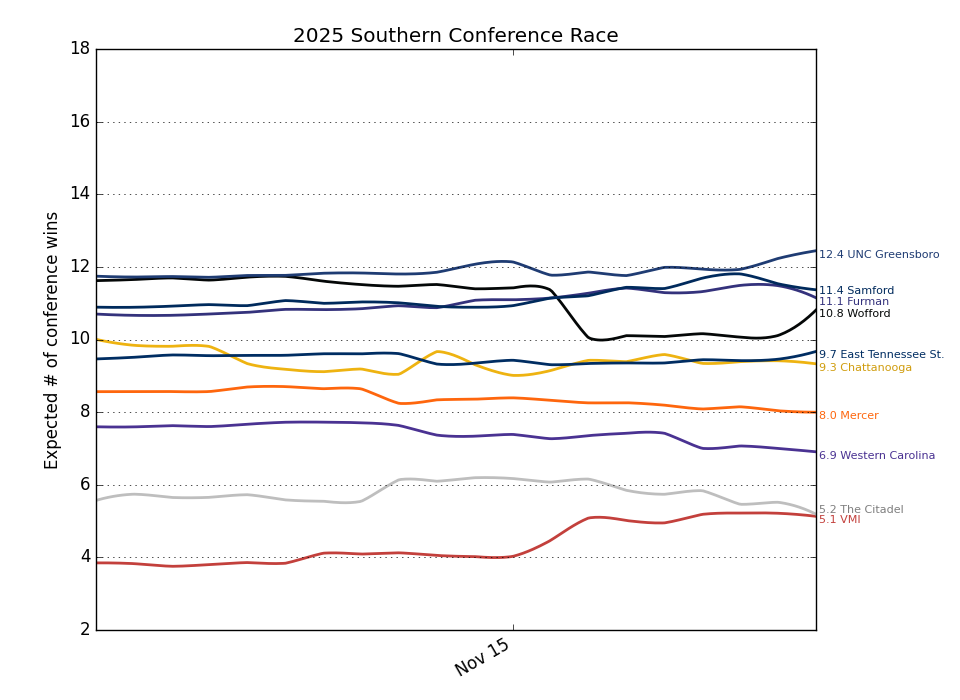 2025 Southern Conference Race
Expected # of conference wins
18
16
14
12
10
8
6
4
2
Nov 15
12.4 UNC Greensboro
11.4 Samford
11.1 Furman
10.8 Wofford
9.7 East Tennessee St.
9.3 Chattanooga
8.0 Mercer
6.9 Western Carolina
5.2 The Citadel
5.1 VMI